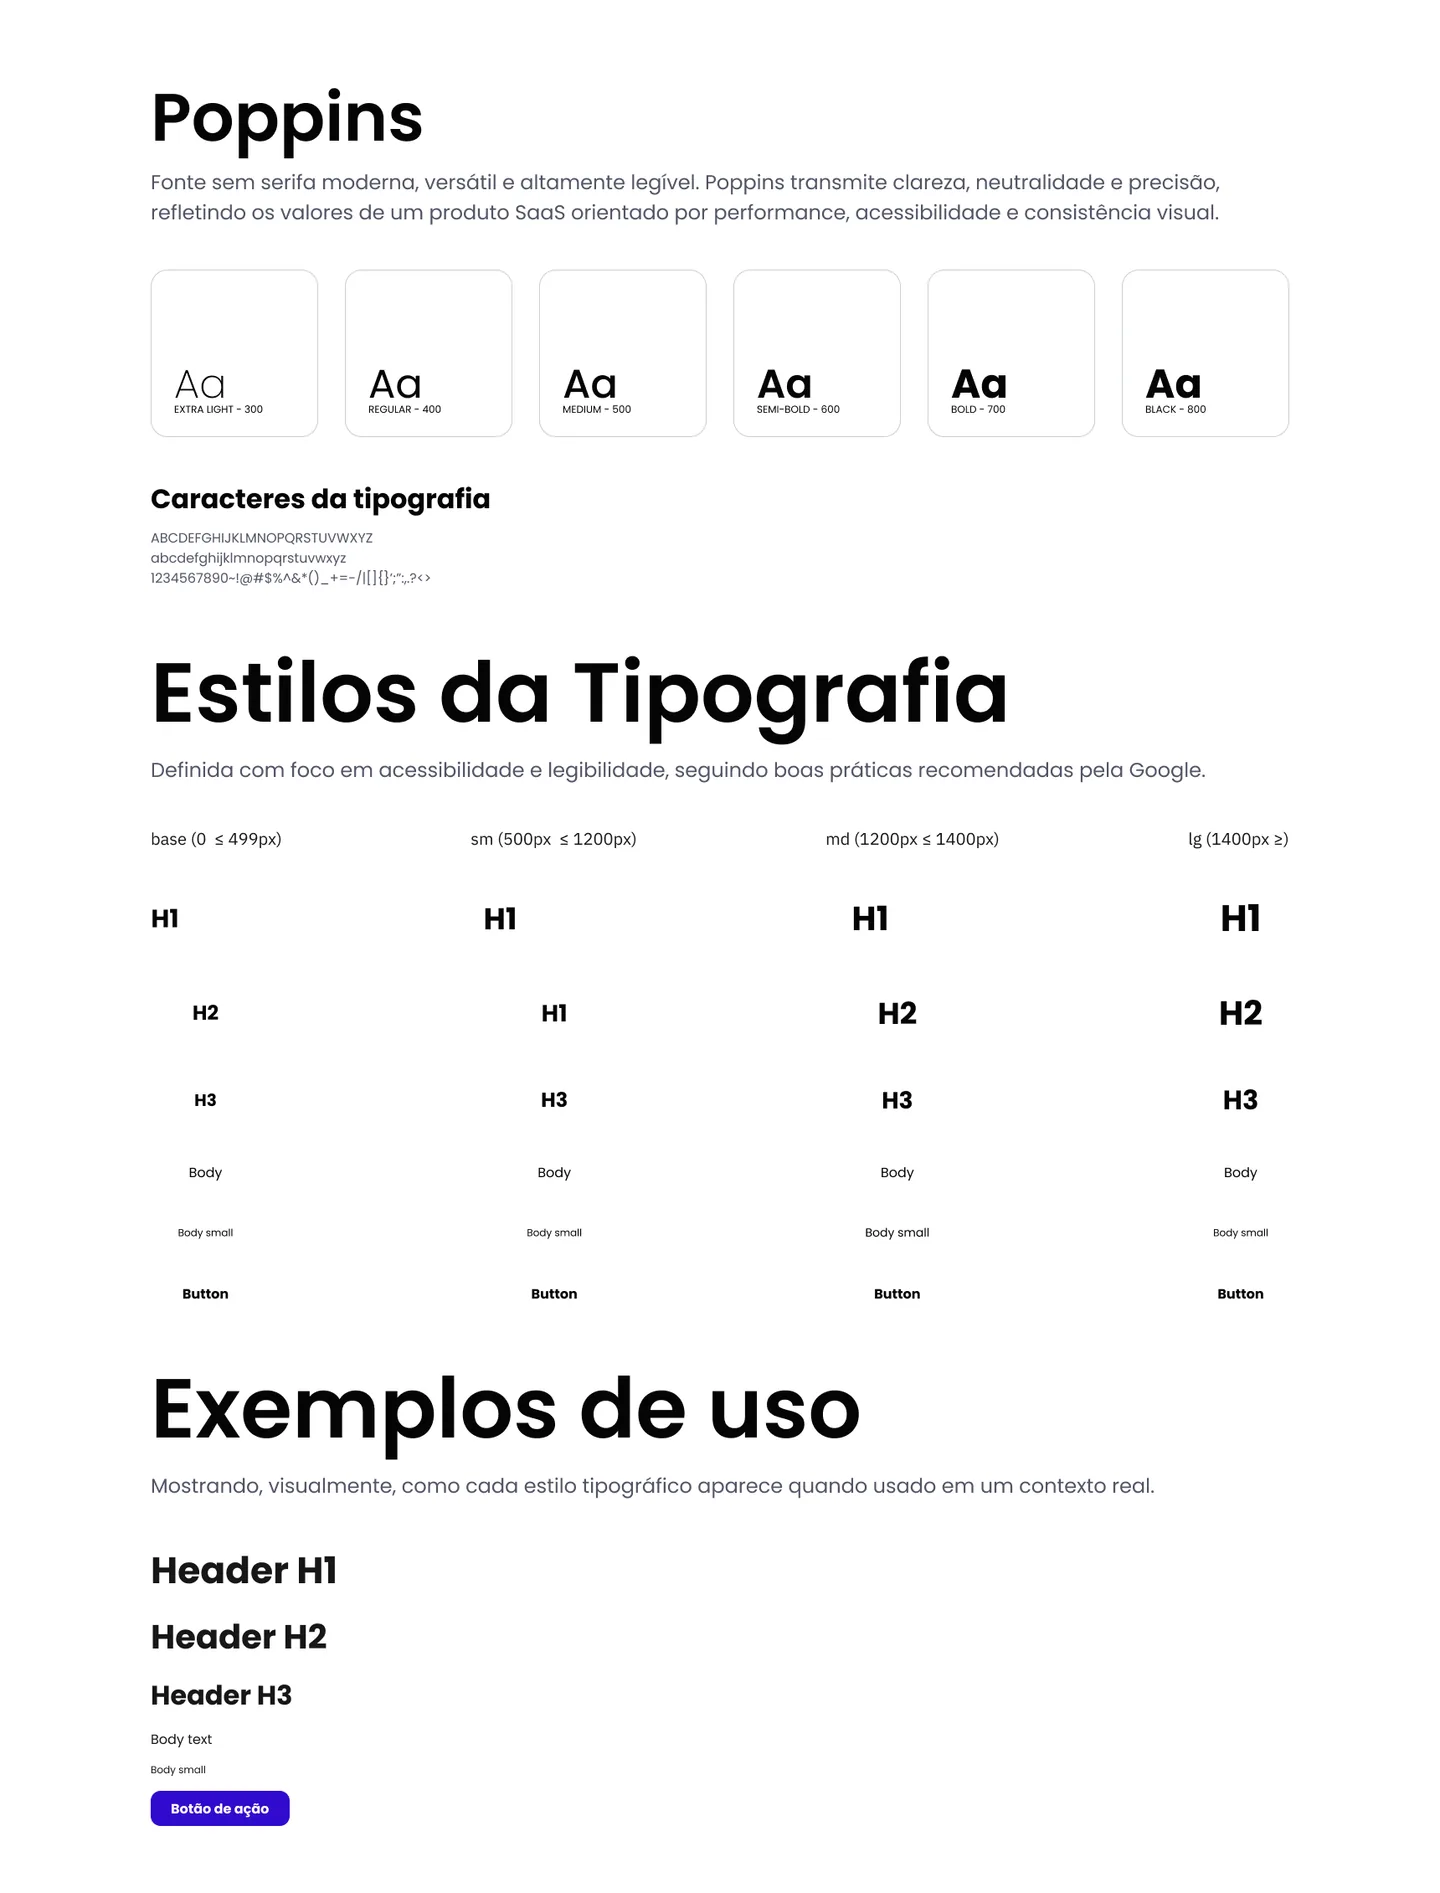 Poppins
Fonte sem serifa moderna, versátil e altamente legível. Poppins transmite clareza, neutralidade e precisão,
refletindo os valores de um produto SaaS orientado por performance, acessibilidade e consistência visual.
Aa Aa Aa Aa Aa Aa
EXTRA LIGHT - 300 REGULAR - 400 MEDIUM - 500 SEMI-BOLD - 600 BOLD - 700 BLACK - 800
Caracteres da tipografia
ABCDEFGHIJKLMNOPQRSTUVWXYZ
abcdefghijklmnopqrstuvwxyz
1234567890~!@#$%^&*()_+=-/|[]{}‘;”:,.?<>
Estilos da Tipografia
Definida com foco em acessibilidade e legibilidade, seguindo boas práticas recomendadas pela Google.
base (0 ≤ 499px) sm (500px ≤ 1200px) md (1200px ≤ 1400px) lg (1400px ≥)
H1 H1 H1 H1
H2 H1 H2 H2
H3 H3 H3 H3
Body Body Body Body
Body small Body small Body small Body small
Button Button Button Button
Exemplos de uso
Mostrando, visualmente, como cada estilo tipográfico aparece quando usado em um contexto real.
Header H1
Header H2
Header H3
Body text
Body small
Botão de ação